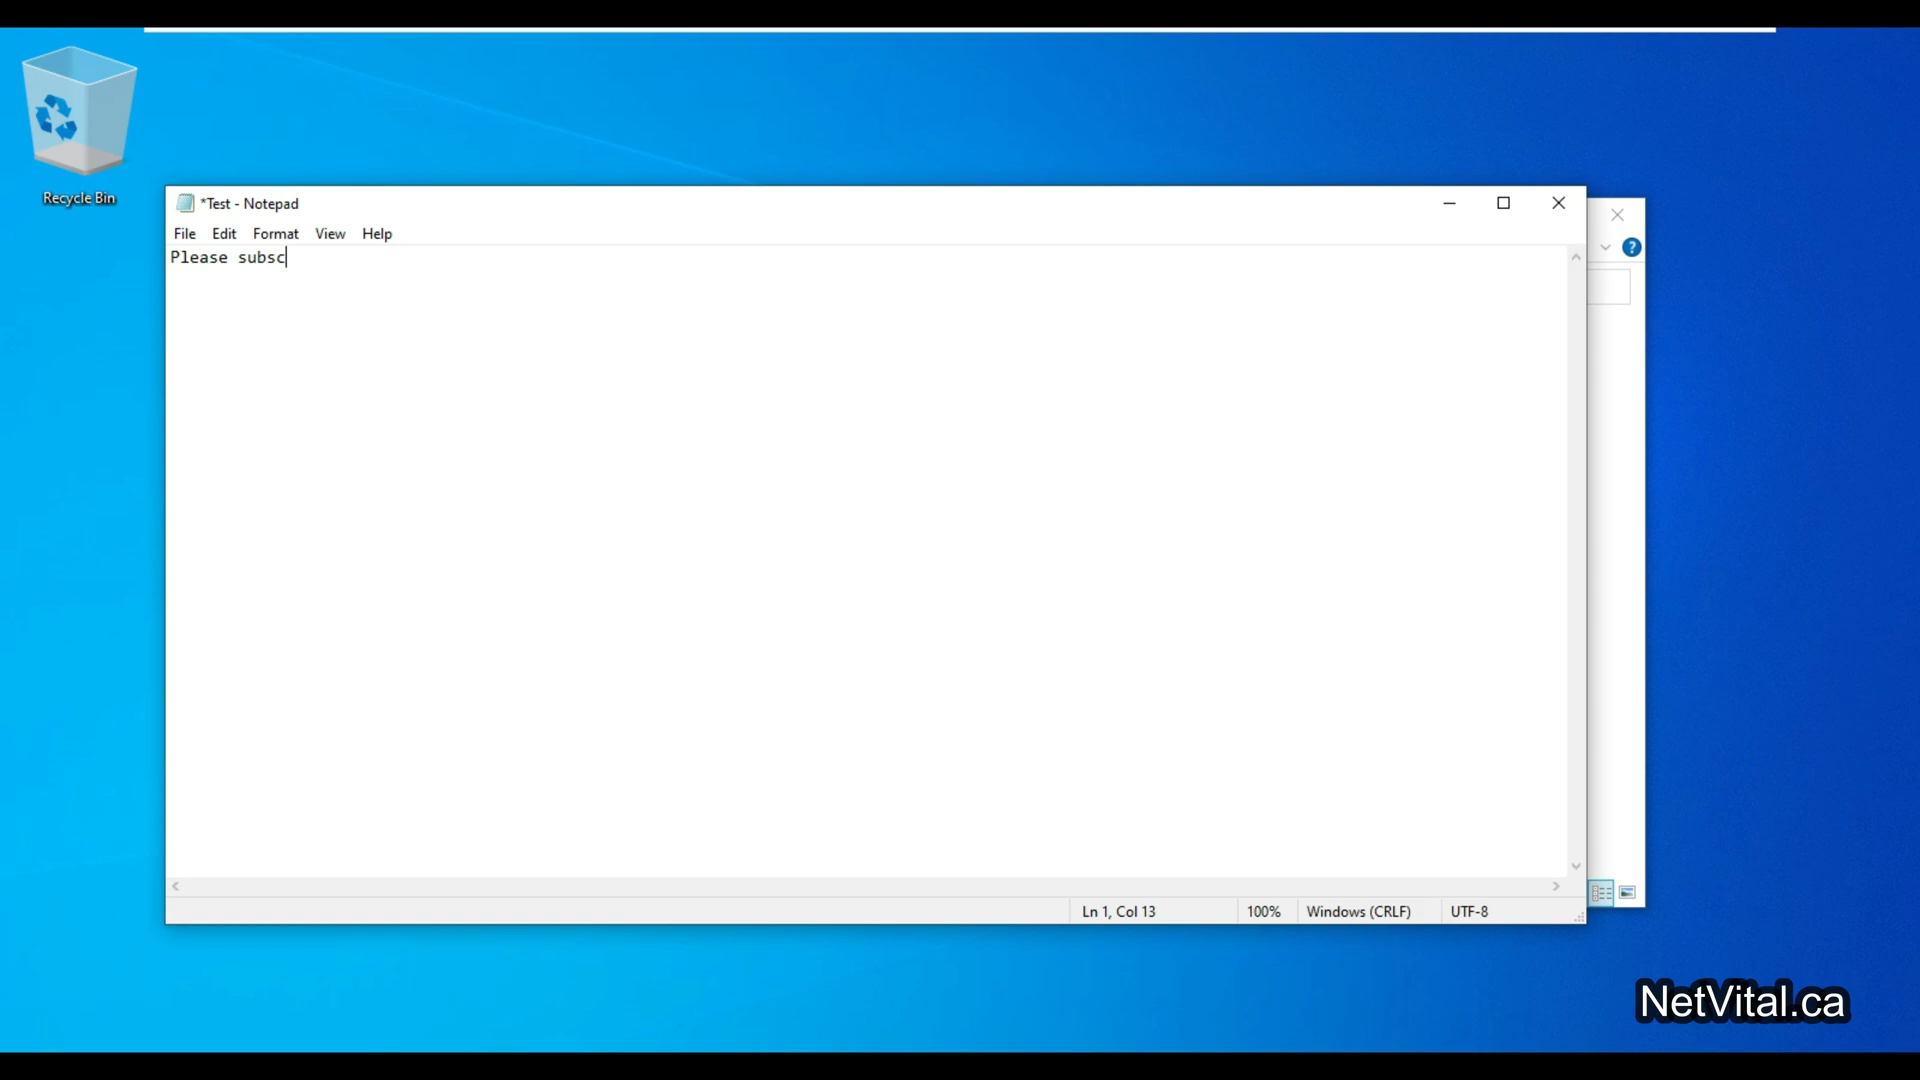 Recycle Bin
*Test - Notepad
File Edit Format View Help
Please subsc
Ln 1, Col 13 100% Windows (CRLF) UTF-8
?
NetVital.ca